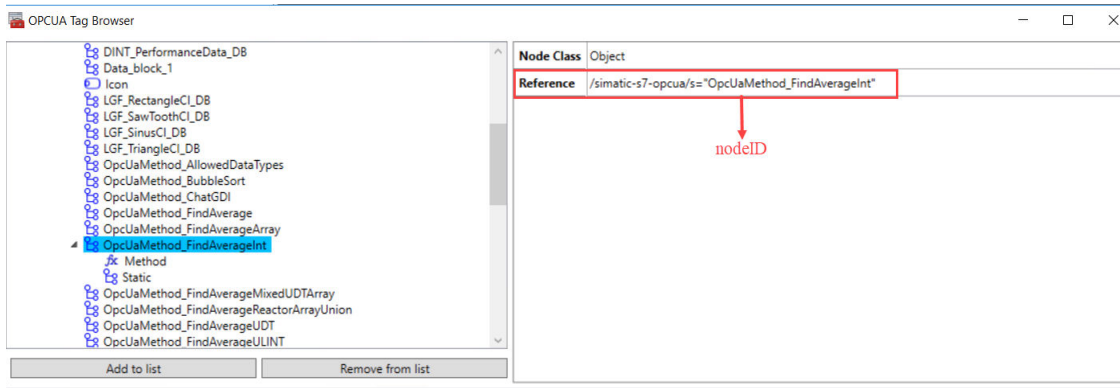 OPCUA Tag Browser
DINT_PerformanceData_DB
Data_block_1
Icon
LGF_RectangleCI_DB
LGF_SawToothCI_DB
LGF_SinusCI_DB
LGF_TriangleCI_DB
OpcUaMethod_AllowedDataTypes
OpcUaMethod_BubbleSort
OpcUaMethod_ChatGDI
OpcUaMethod_FindAverage
OpcUaMethod_FindAverageArray
OpcUaMethod_FindAverageInt
fx Method
Static
OpcUaMethod_FindAverageMixedUDTArray
OpcUaMethod_FindAverageReactorArrayUnion
OpcUaMethod_FindAverageUDT
OpcUaMethod_FindAverageULINT
Add to list Remove from list
Node Class Object
Reference /simatic-s7-opcua/s="OpcUaMethod_FindAverageInt"
nodeID